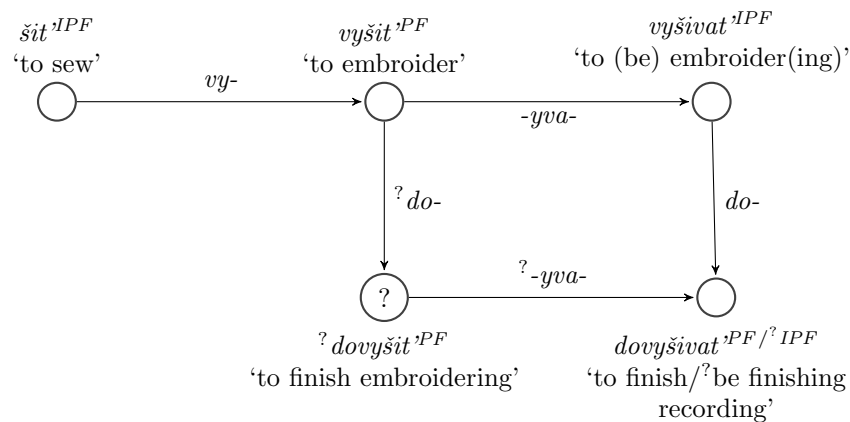 šit’IPF
‘to sew’
vyšit’PF
‘to embroider’
vyšivat’IPF
‘to (be) embroider(ing)’
vy-
-yva-
?do-
do-
?
?-yva-
?dovyšit’PF
‘to finish embroidering’
dovyšivat’PF/?IPF
‘to finish/?be finishing
recording’